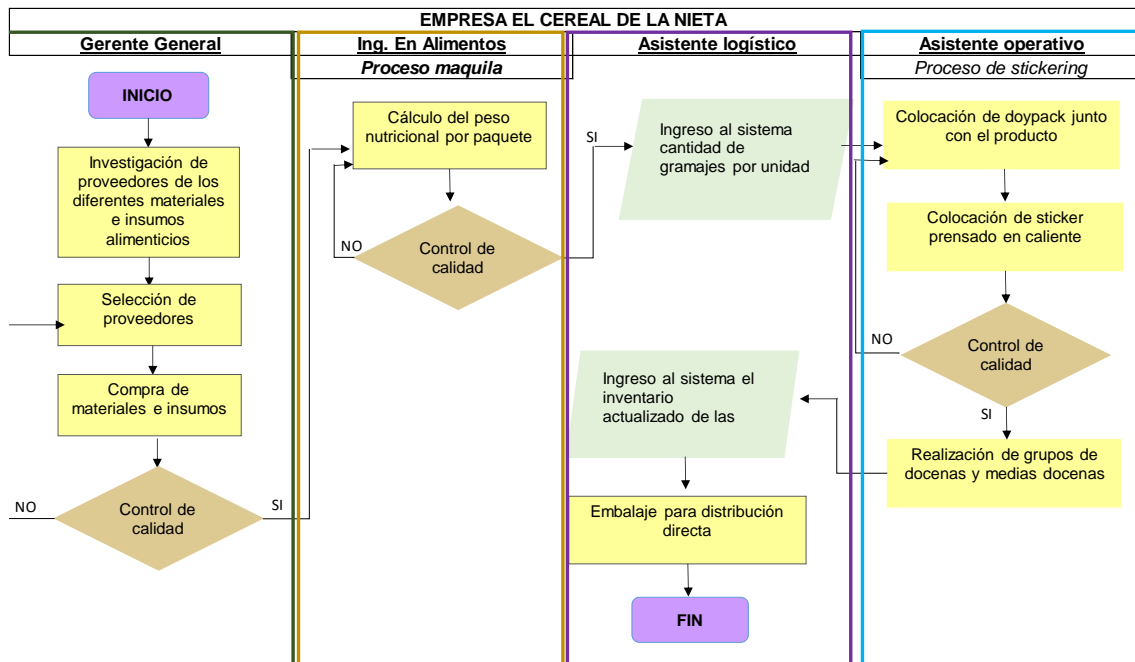 EMPRESA EL CEREAL DE LA NIETA
Gerente General
Ing. En Alimentos
Asistente logístico
Asistente operativo
Proceso maquila
Proceso de stickering
INICIO
Investigación de
proveedores de los
diferentes materiales
e insumos
alimenticios
Selección de
proveedores
Compra de
materiales e insumos
Control de
calidad
NO
SI
Cálculo del peso
nutricional por paquete
Control de
calidad
NO
SI
Ingreso al sistema
cantidad de
gramajes por unidad
Colocación de doypack junto
con el producto
Colocación de sticker
prensado en caliente
Control de
calidad
NO
SI
Realización de grupos de
docenas y medias docenas
Ingreso al sistema el
inventario
actualizado de las
Embalaje para distribución
directa
FIN